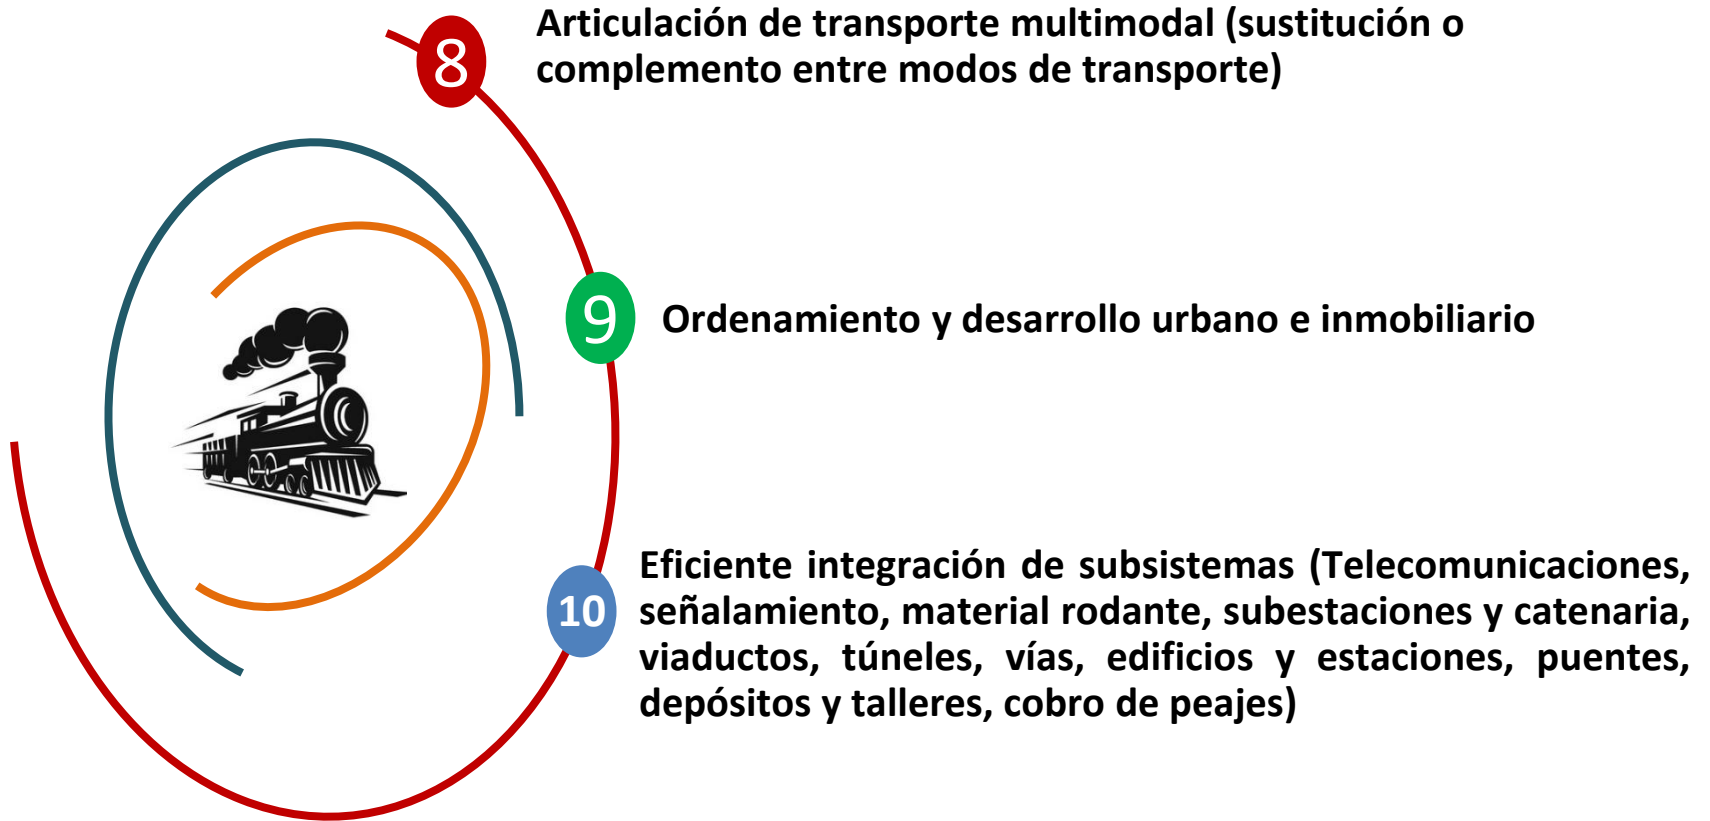 8
Articulación de transporte multimodal (sustitución o
complemento entre modos de transporte)
9
Ordenamiento y desarrollo urbano e inmobiliario
10
Eficiente integración de subsistemas (Telecomunicaciones,
señalamiento, material rodante, subestaciones y catenaria,
viaductos, túneles, vías, edificios y estaciones, puentes,
depósitos y talleres, cobro de peajes)